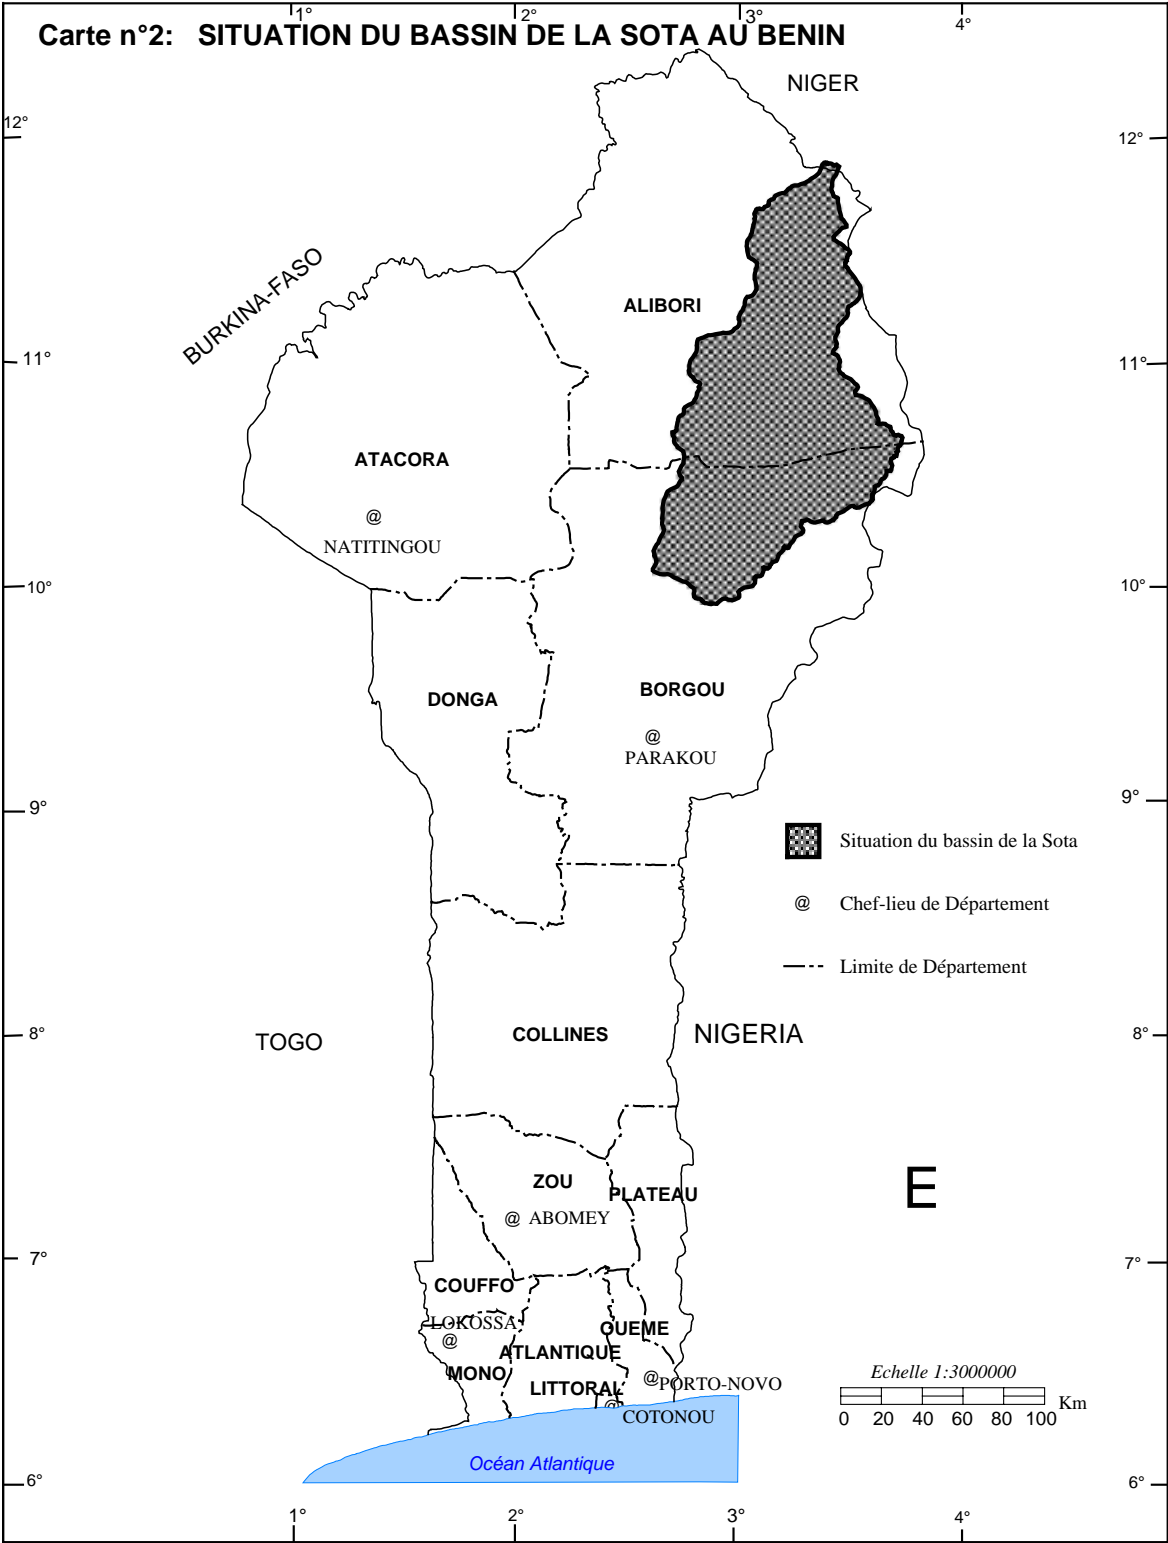 1° 2° 3° 4°
Carte n°2: SITUATION DU BASSIN DE LA SOTA AU BENIN
NIGER
12° 12°
BURKINA-FASO
ALIBORI
11° 11°
ATACORA
@
NATITINGOU
10° 10°
DONGA
BORGOU
@
PARAKOU
9° 9°
Situation du bassin de la Sota
@ Chef-lieu de Département
Limite de Département
8° 8°
TOGO
COLLINES
NIGERIA
ZOU
PLATEAU
E
@ ABOMEY
7° 7°
COUFFO
LOKOSSA
@
OUEME
ATLANTIQUE
MONO
LITTORAL
@ PORTO-NOVO
@
COTONOU
Echelle 1:3000000
Km
0 20 40 60 80 100
Océan Atlantique
6° 6°
1° 2° 3° 4°